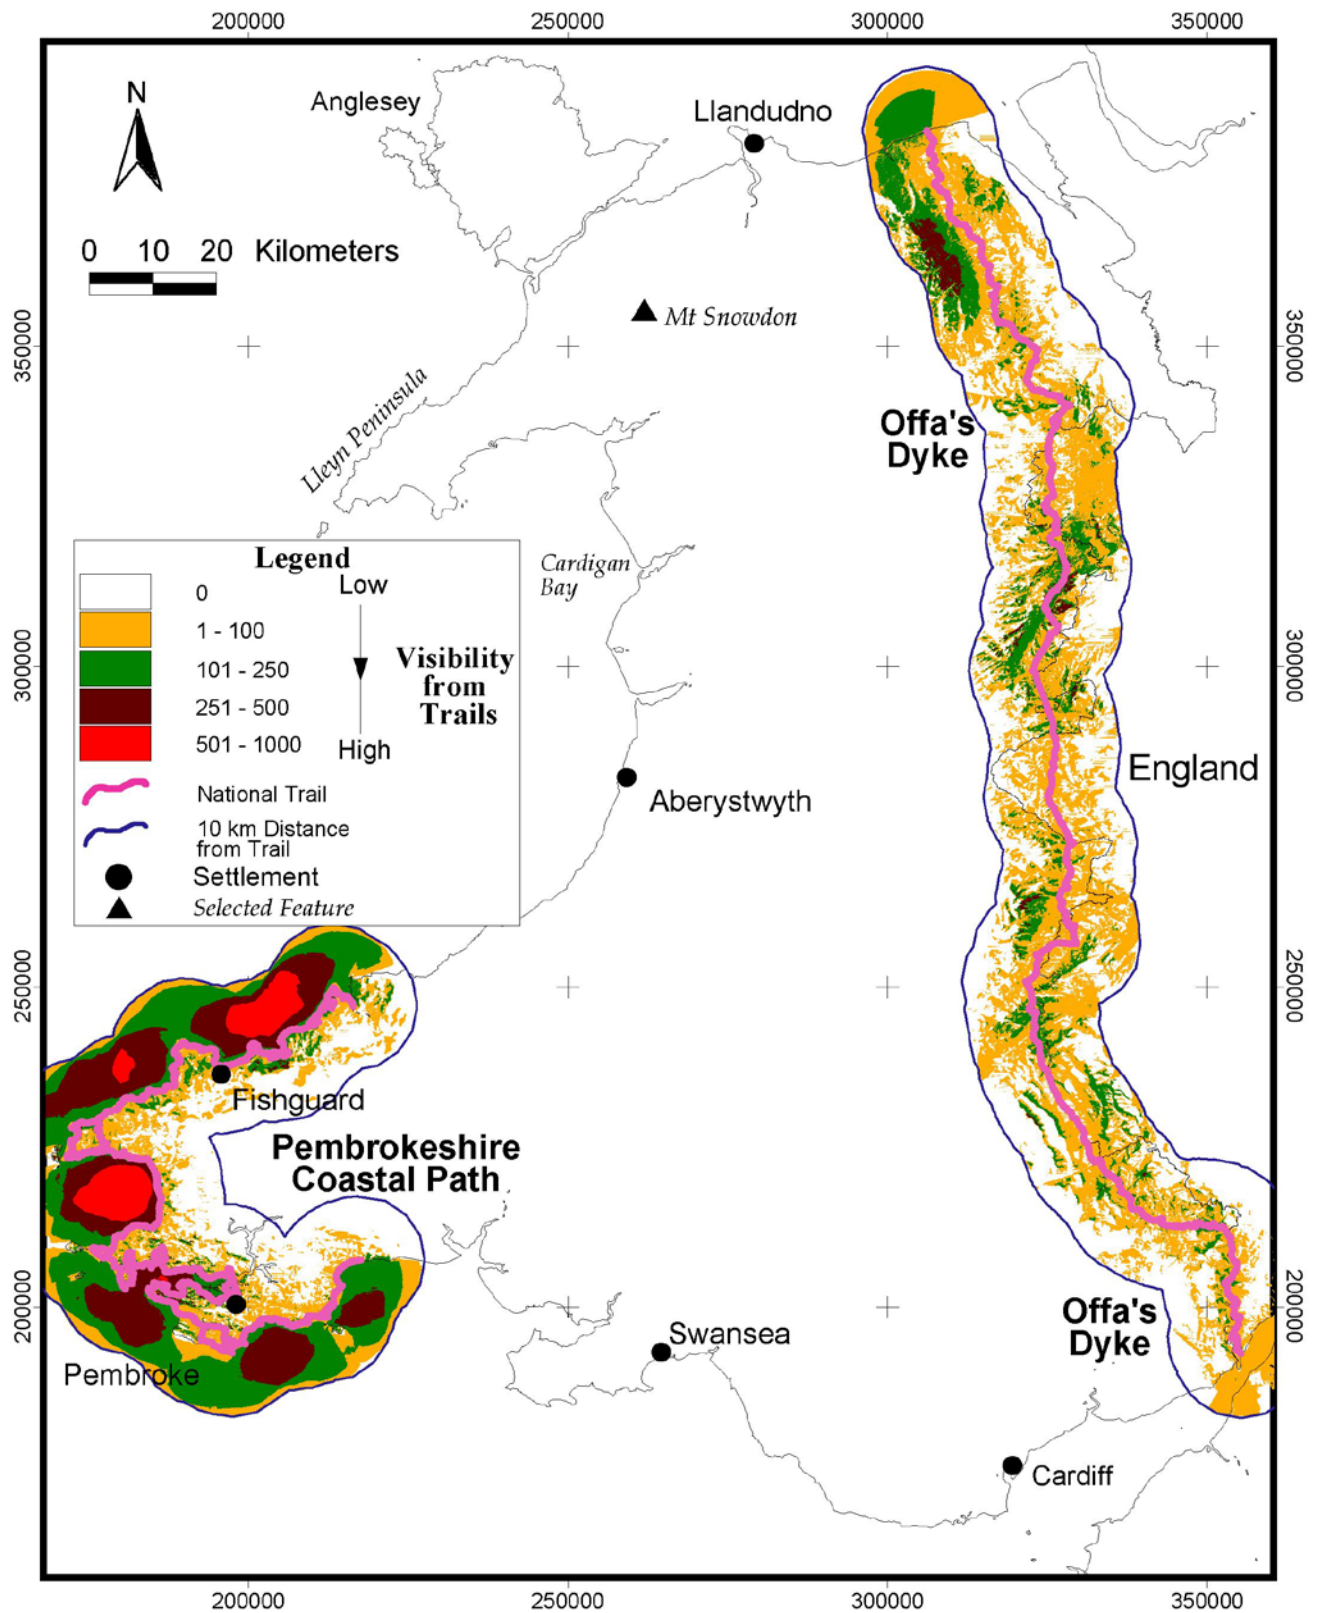 200000 250000 300000 350000
N
Anglesey
Llandudno
0 10 20 Kilometers
Mt Snowdon
350000
350000
Lleyn Peninsula
Offa's
Dyke
Legend
Low
0
1 - 100
101 - 250
251 - 500
501 - 1000
Visibility
from
Trails
High
National Trail
10 km Distance
from Trail
Settlement
Selected Feature
Cardigan
Bay
300000
300000
England
Aberystwyth
250000
250000
Fishguard
Pembrokeshire
Coastal Path
200000
200000
Offa's
Dyke
Swansea
Pembroke
Cardiff
200000 250000 300000 350000